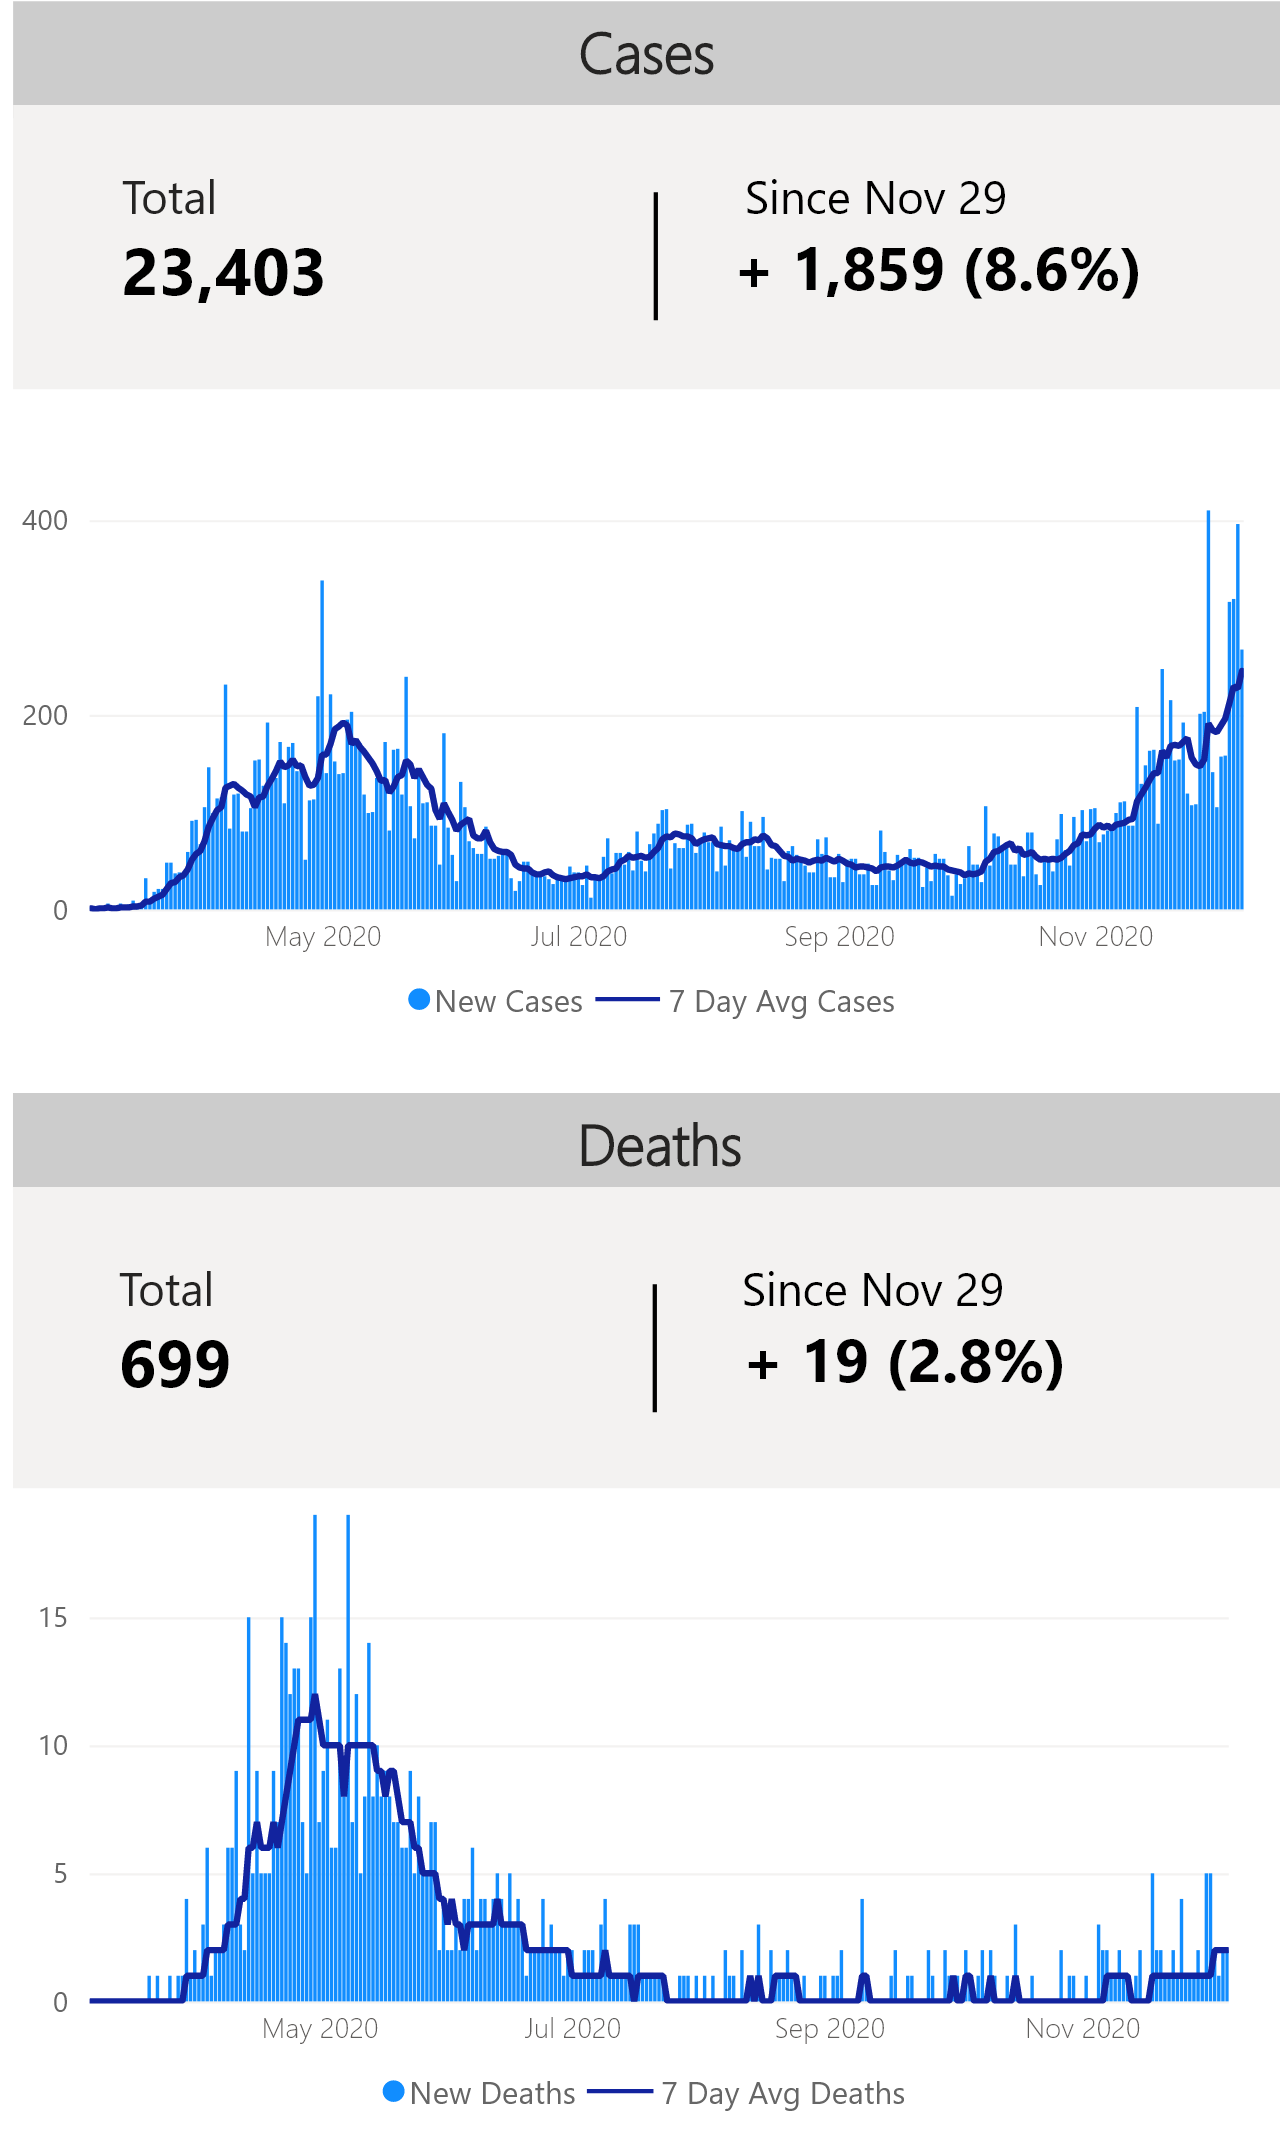 Cases
Total
Since Nov 29
23,403
+ 1,859 (8.6%)
400
200
0
May 2020
Jul 2020
Sep 2020
Nov 2020
New Cases
7 Day Avg Cases
Deaths
Total
Since Nov 29
699
+ 19 (2.8%)
15
10
5
0
May 2020
Jul 2020
Sep 2020
Nov 2020
New Deaths
7 Day Avg Deaths